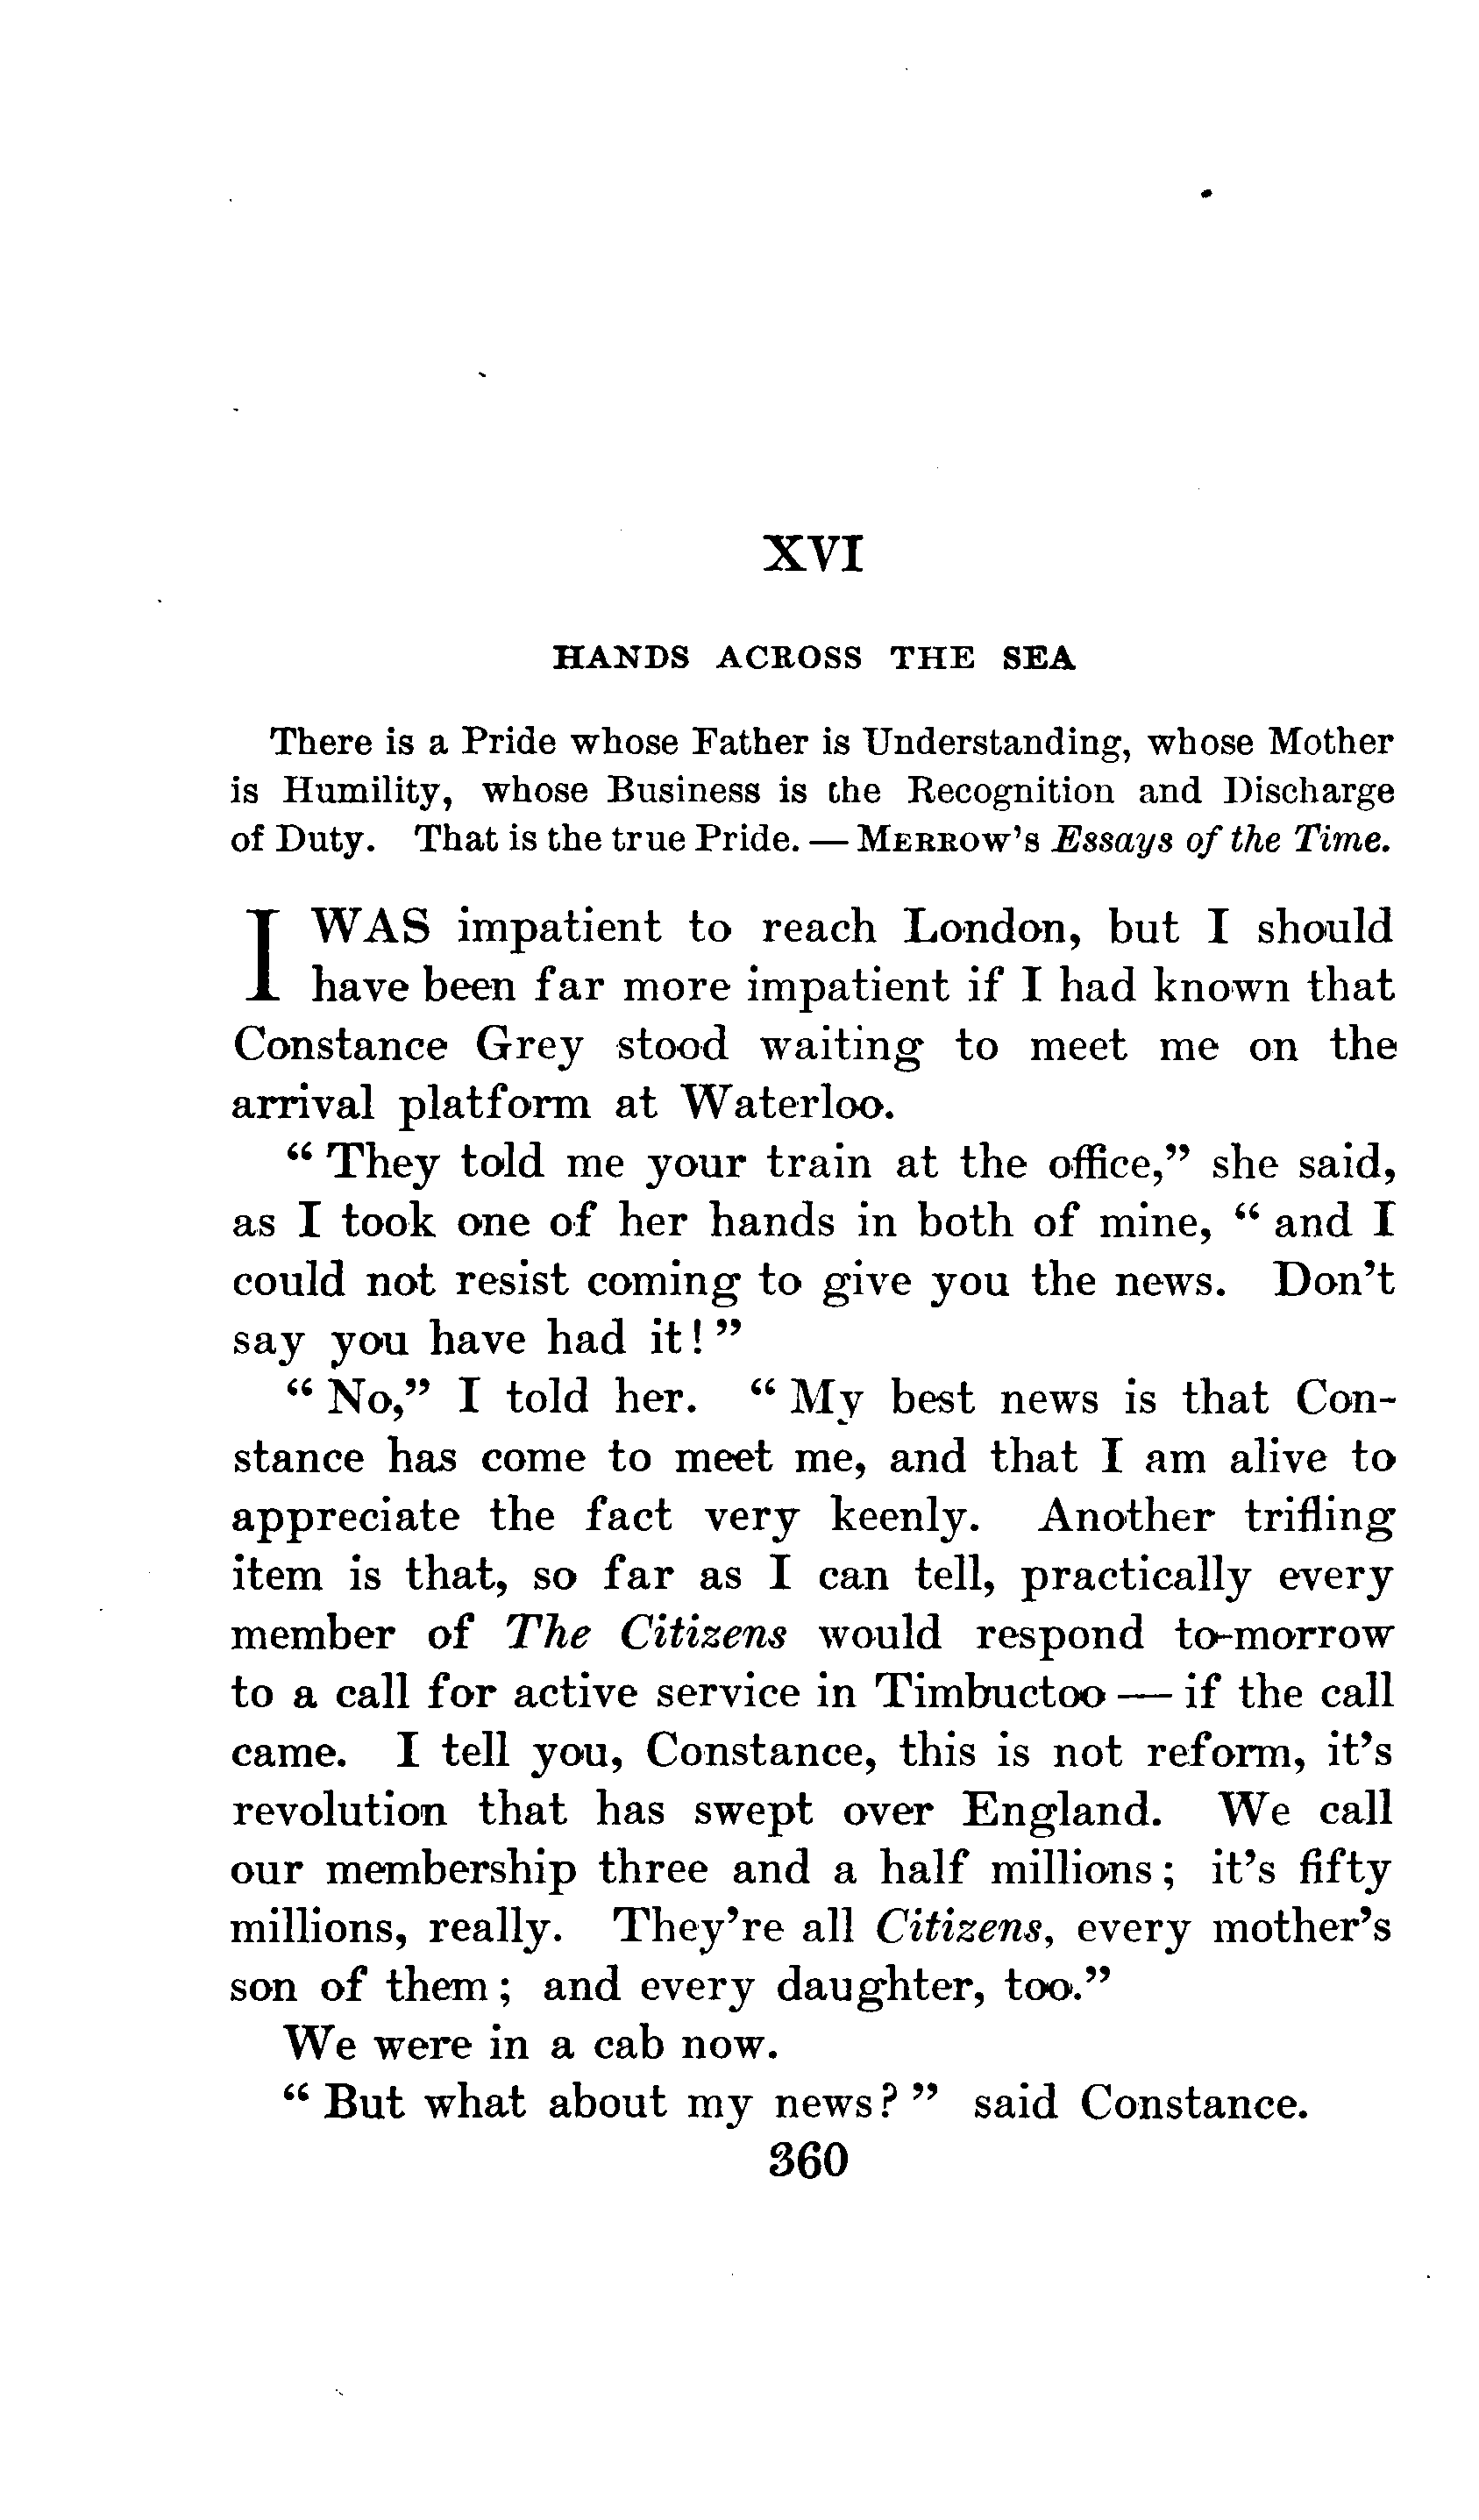 XVI
HANDS ACROSS THE SEA
There is a Pride whose Father is Understanding, whose Mother
is Humility, whose Business is the Recognition and Discharge
of Duty. That is the true Pride. — MERROW'S Essays of the Time.
I WAS impatient to reach London, but I should
have been far more impatient if I had known that
Constance Grey stood waiting to meet me on the
arrival platform at Waterloo.
“ They told me your train at the office,” she said,
as I took one of her hands in both of mine, “ and I
could not resist coming to give you the news. Don't
say you have had it! ”
“ No,” I told her. “ My best news is that Con-
stance has come to meet me, and that I am alive to
appreciate the fact very keenly. Another trifling
item is that, so far as I can tell, practically every
member of The Citizens would respond to-morrow
to a call for active service in Timbuctoo — if the call
came. I tell you, Constance, this is not reform, it's
revolution that has swept over England. We call
our membership three and a half millions; it's fifty
millions, really. They're all Citizens, every mother's
son of them; and every daughter, too.”
We were in a cab now.
“ But what about my news? ” said Constance.
360